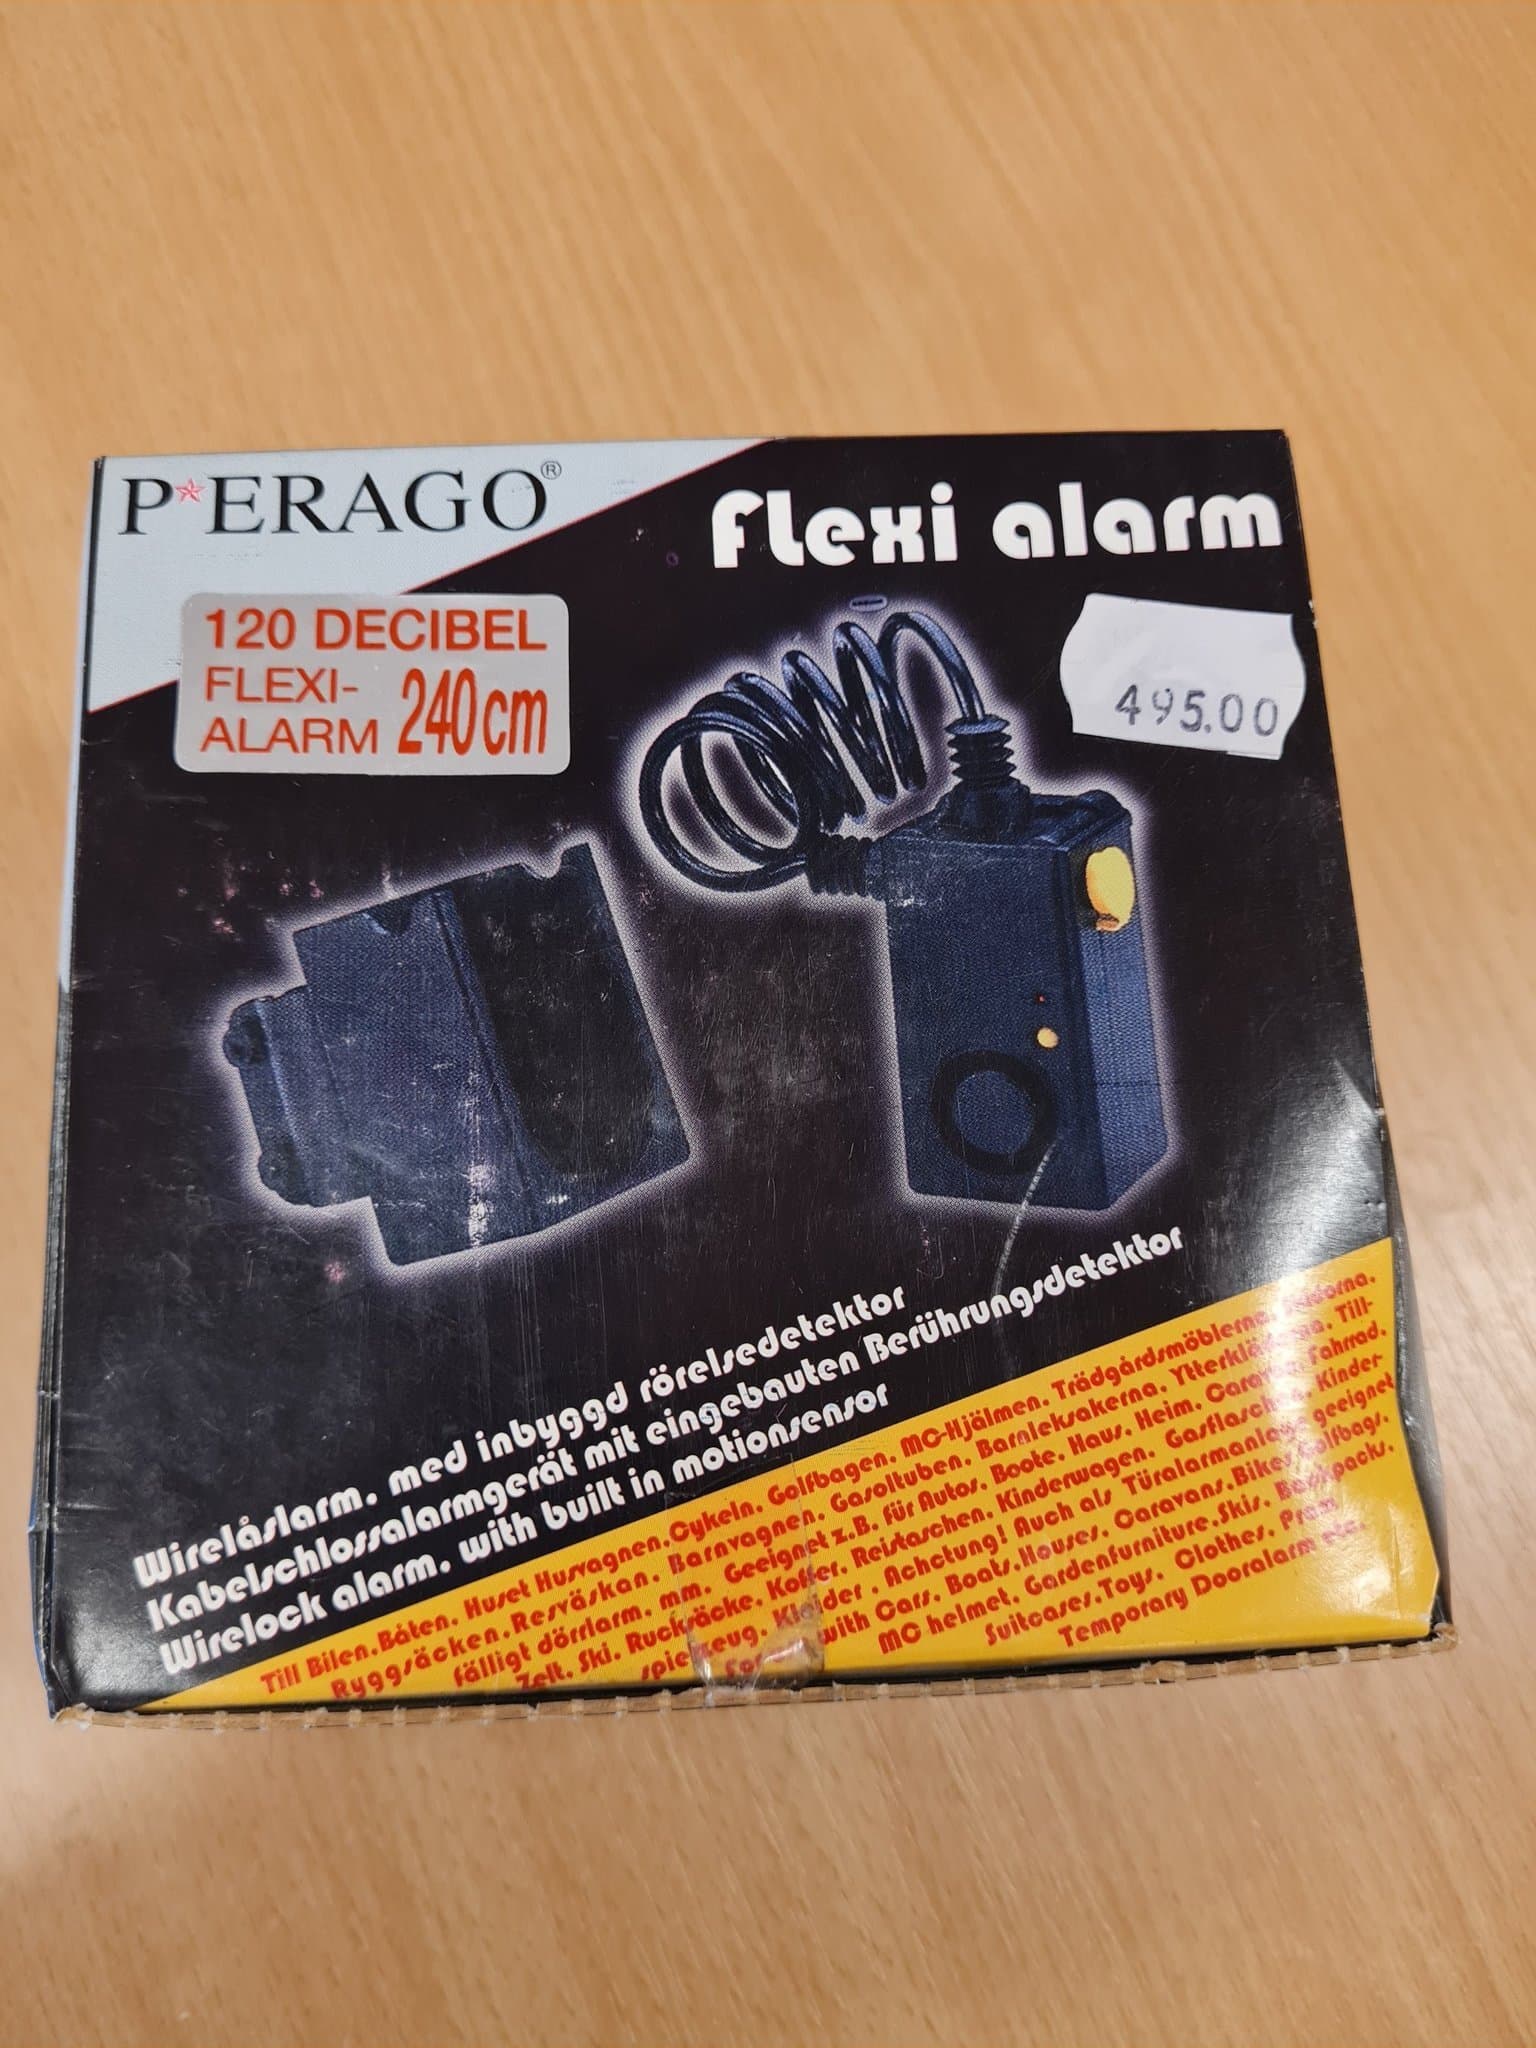 P*ERAGO®
Flexi alarm
120 DECIBEL
FLEXI-
ALARM 240cm
495.00
Wirelåslarm. med inbyggd rörelsedetektor
Kabelschlossalarmgerät mit eingebauten Berührungsdetektor
Wirelock alarm. with built in motionsensor
Till Bilen.Båten. Huset Husvagnen.Cykeln. Golfbagen. MC-Hjälmen. Trädgårdsmöblerna.
Ryggsäcken.Resväskan. Barnvagnen. Gasoltuben. Barnleksakerna. Ytterkläderna. Till-
fälligt dörrlarm. mm. Geeignet z.B. für Autos. Boote. Haus. Heim. Caravan. Fahrrad.
Zelt. Ski. Rucksäcke. Koffer. Reistaschen. Kinderwagen. Gasflaschen. Kinder-
spielzeug. Kleider. Achctung! Auch als Türalarmanlage geeignet
For with Cars. Boats.Houses. Caravans.Bikes. Golfbags.
MC helmet. Gardenfurniture.Skis. Backpacks.
Suitcases.Toys. Clothes. Pram
Temporary Dooralarm etc.